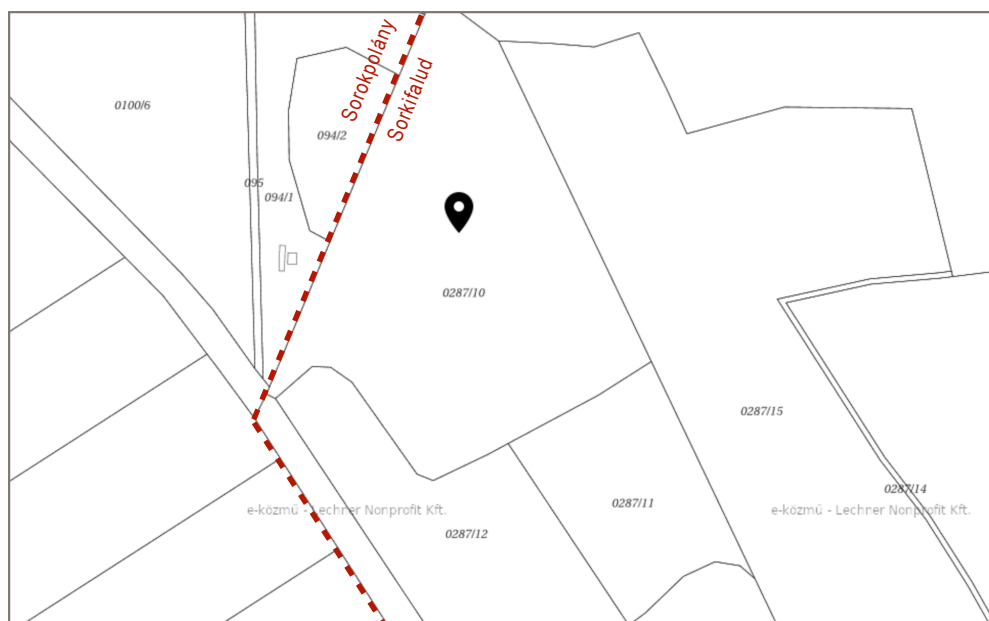 Sorokpolány
Sorkifalud
0100/6
094/2
095
094/1
0287/10
0287/15
0287/14
0287/11
e-közmű - Lechner Nonprofit Kft.
e-közmű - Lechner Nonprofit Kft.
0287/12